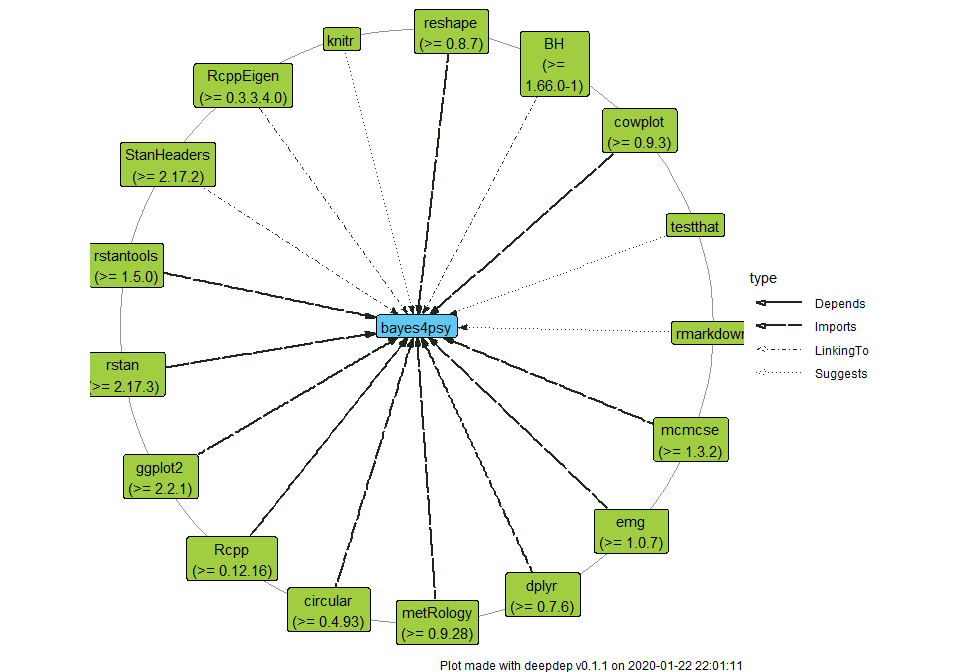 reshape
(>= 0.8.7)
knitr
BH
(>=
1.66.0-1)
RcppEigen
(>= 0.3.3.4.0)
cowplot
(>= 0.9.3)
StanHeaders
(>= 2.17.2)
testthat
rstantools
(>= 1.5.0)
type
Depends
Imports
LinkingTo
Suggests
bayes4psy
rmarkdown
rstan
(>= 2.17.3)
mcmcse
(>= 1.3.2)
ggplot2
(>= 2.2.1)
emg
(>= 1.0.7)
Rcpp
(>= 0.12.16)
dplyr
(>= 0.7.6)
circular
(>= 0.4.93)
metRology
(>= 0.9.28)
Plot made with deepdep v0.1.1 on 2020-01-22 22:01:11